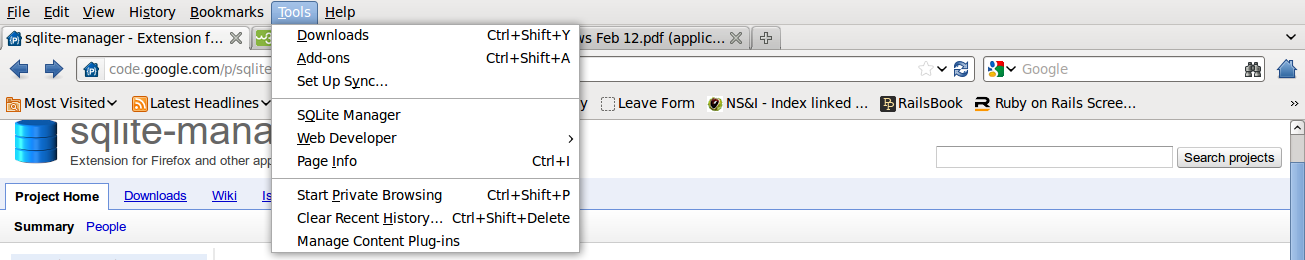 File Edit View History Bookmarks Tools Help
sqlite-manager - Extension f... ws Feb 12.pdf (applic...
Downloads Ctrl+Shift+Y
Add-ons Ctrl+Shift+A
code.google.com/p/sqlite Google
Set Up Sync...
Most Visited Latest Headlines y Leave Form NS&I - Index linked ... RailsBook Ruby on Rails Scree... »
SQLite Manager
sqlite-mana
Web Developer
Extension for Firefox and other app
Page Info Ctrl+I
Search projects
Project Home Downloads Wiki Is
Start Private Browsing Ctrl+Shift+P
Clear Recent History... Ctrl+Shift+Delete
Summary People
Manage Content Plug-ins